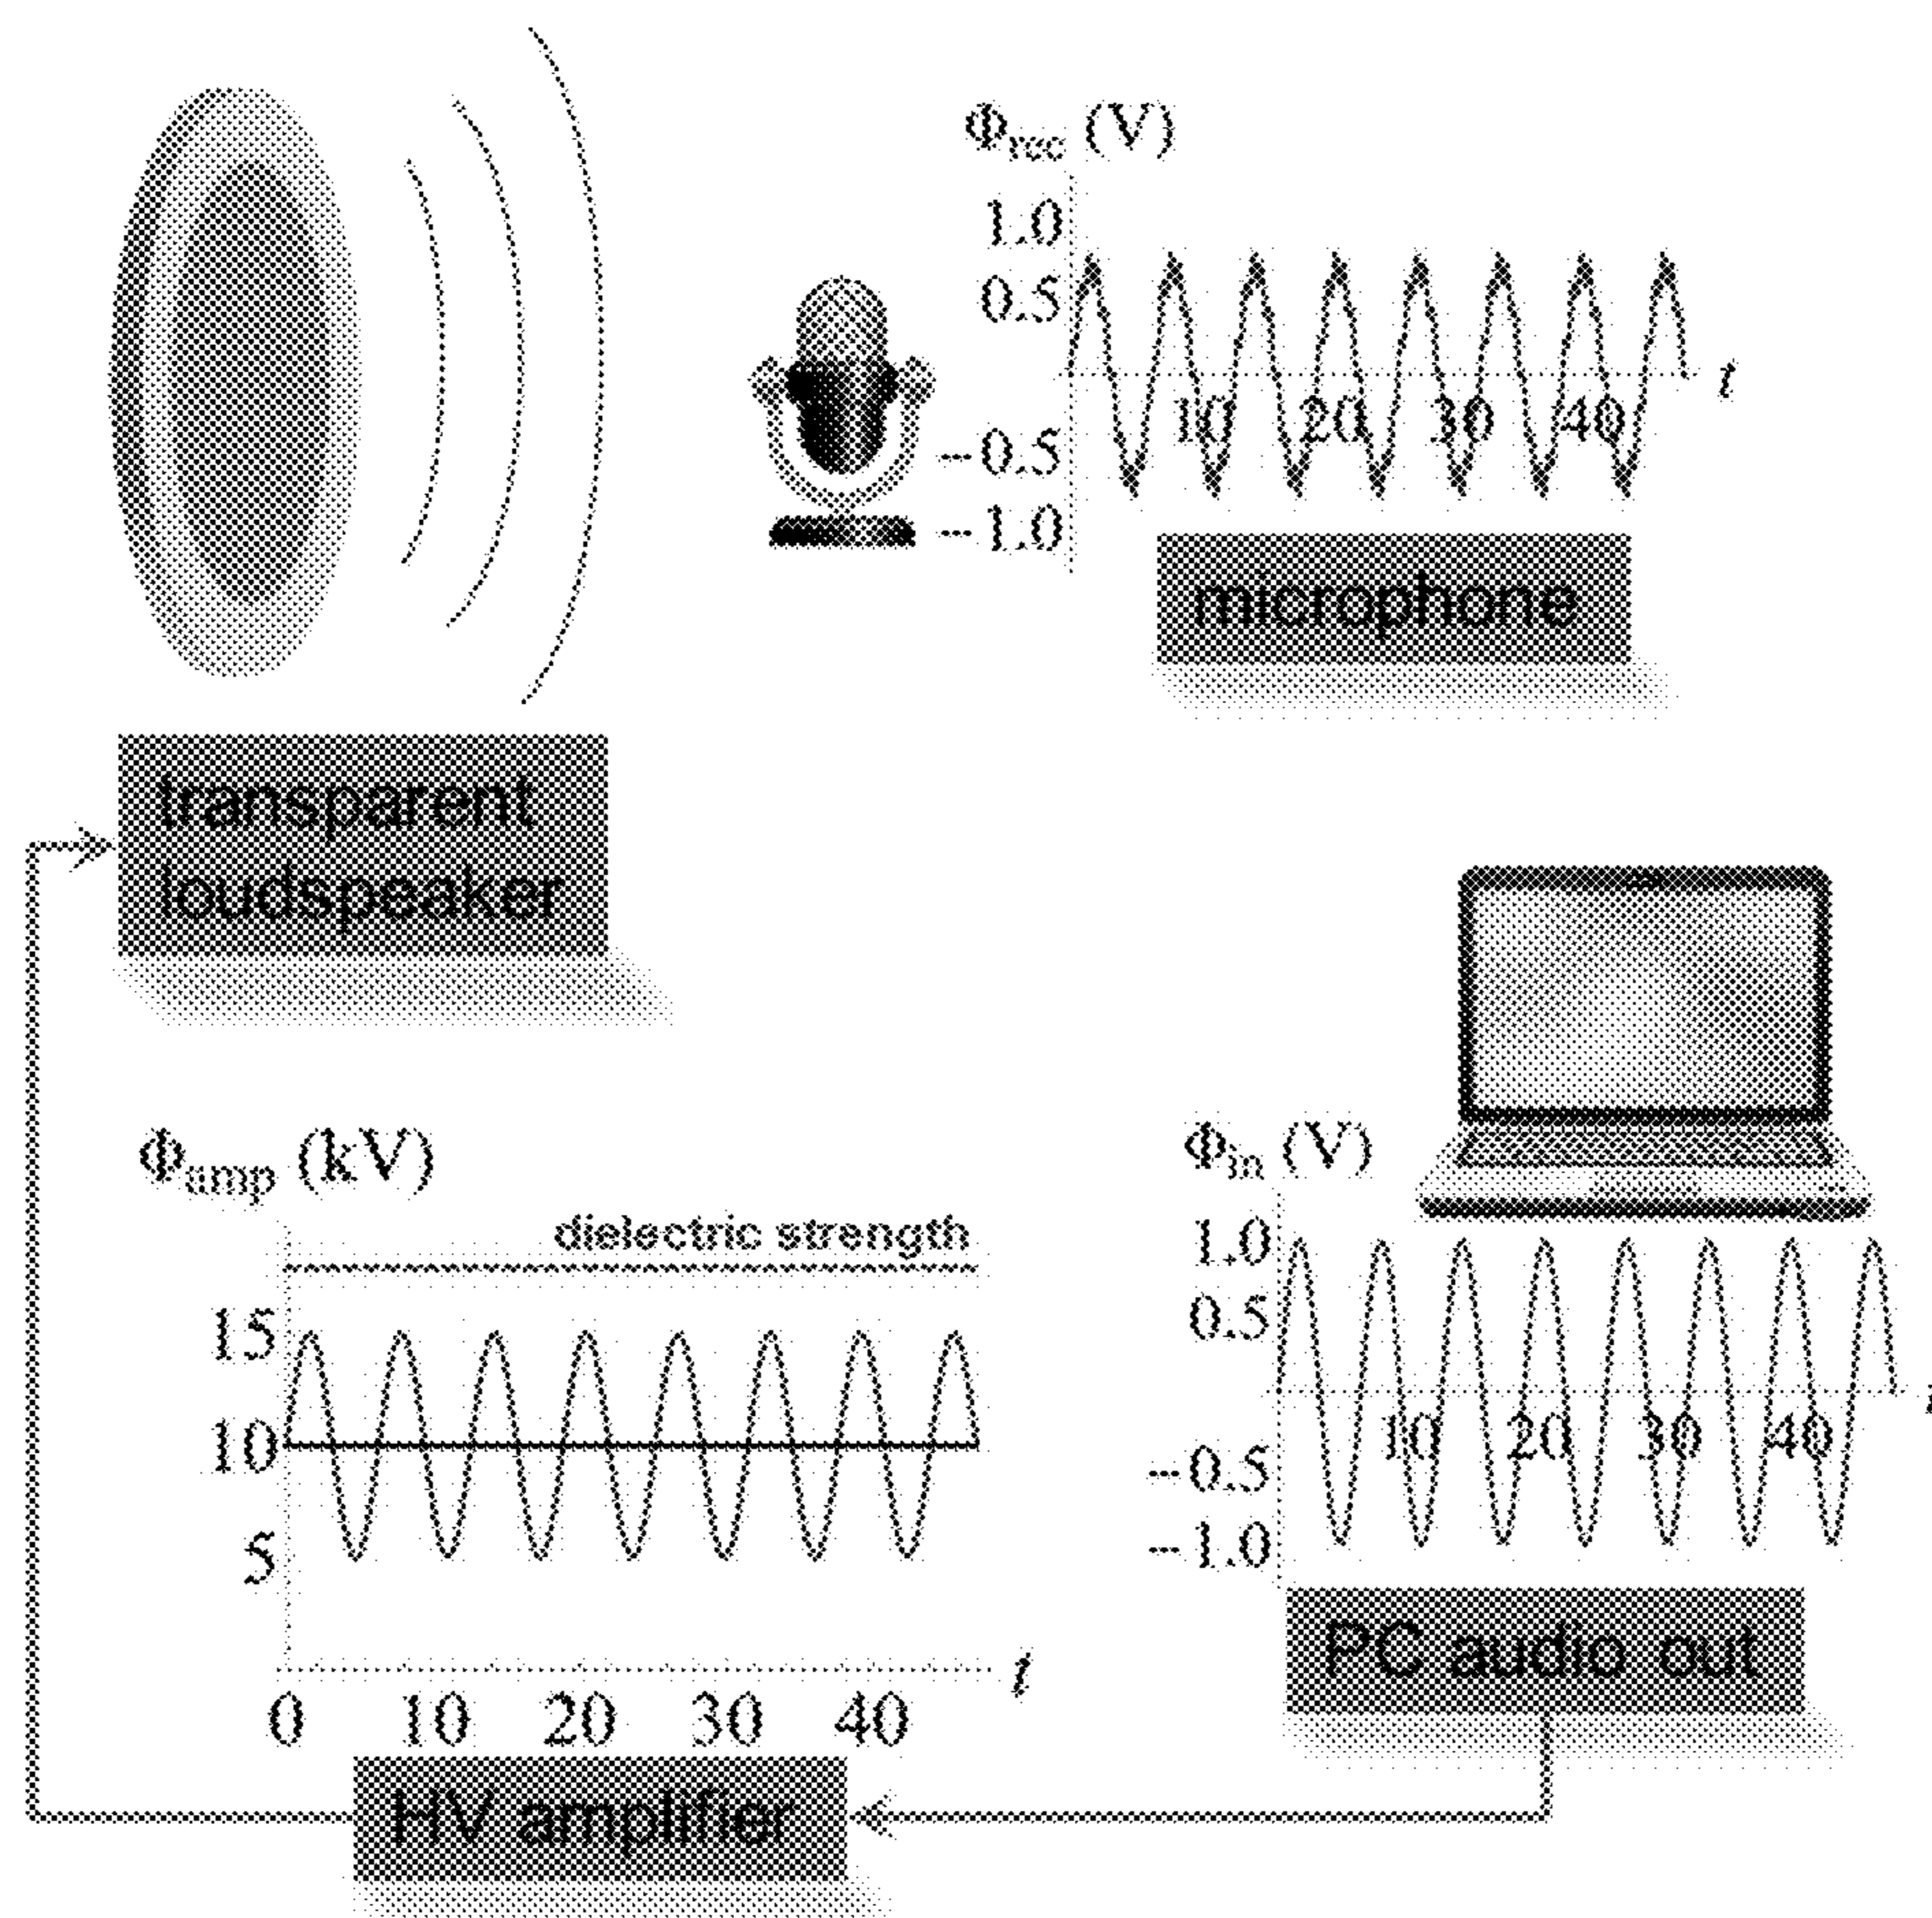 Φrec (V)
1.0
0.5
−0.5
−1.0
10 20 30 40
t
microphone
transparent
loudspeaker
Φamp (kV)
dielectric strength
15
10
5
0 10 20 30 40
t
HV amplifier
Φin (V)
1.0
0.5
−0.5
−1.0
10 20 30 40
PC audio out